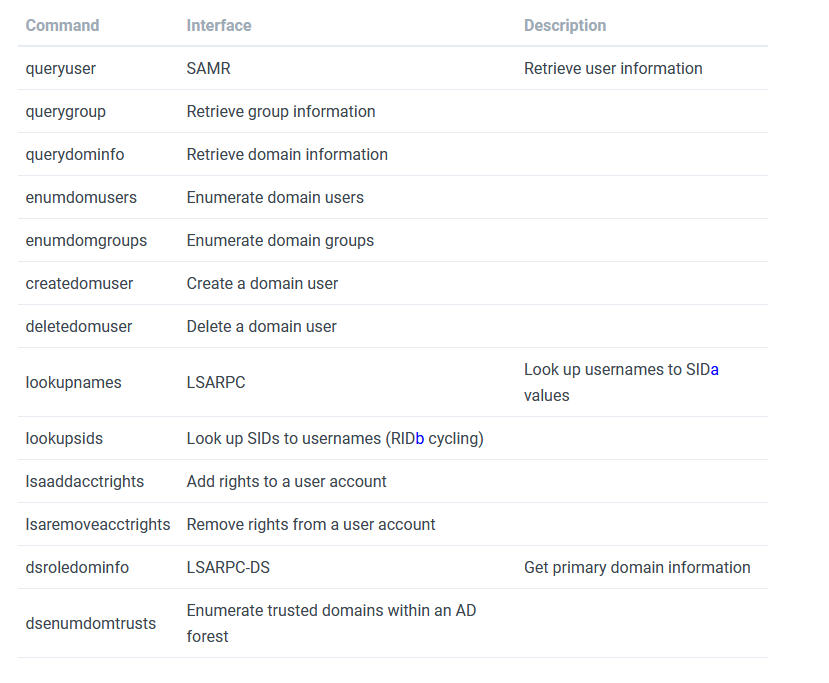 Command Interface Description
queryuser SAMR Retrieve user information
querygroup Retrieve group information
querydominfo Retrieve domain information
enumdomusers Enumerate domain users
enumdomgroups Enumerate domain groups
createdomuser Create a domain user
deletedomuser Delete a domain user
lookupnames LSARPC Look up usernames to SIDa
values
lookupsids Look up SIDs to usernames (RIDb cycling)
lsaaddacctrights Add rights to a user account
lsaremoveacctrights Remove rights from a user account
dsroledominfo LSARPC-DS Get primary domain information
dsenumdomtrusts Enumerate trusted domains within an AD
forest